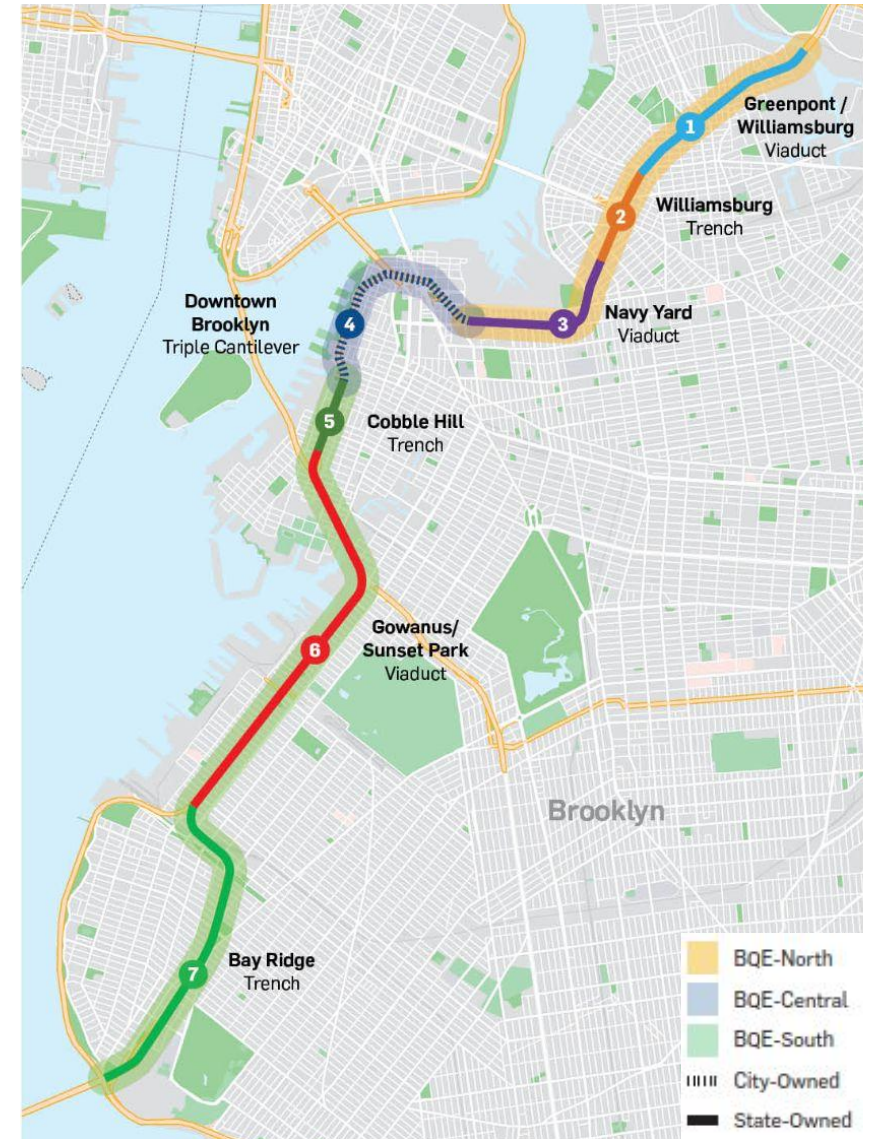 Greenpont /
Williamsburg
Viaduct
1
2
Williamsburg
Trench
3
Navy Yard
Viaduct
Downtown
Brooklyn
Triple Cantilever
4
5
Cobble Hill
Trench
6
Gowanus/
Sunset Park
Viaduct
Brooklyn
7
Bay Ridge
Trench
BQE-North
BQE-Central
BQE-South
City-Owned
State-Owned